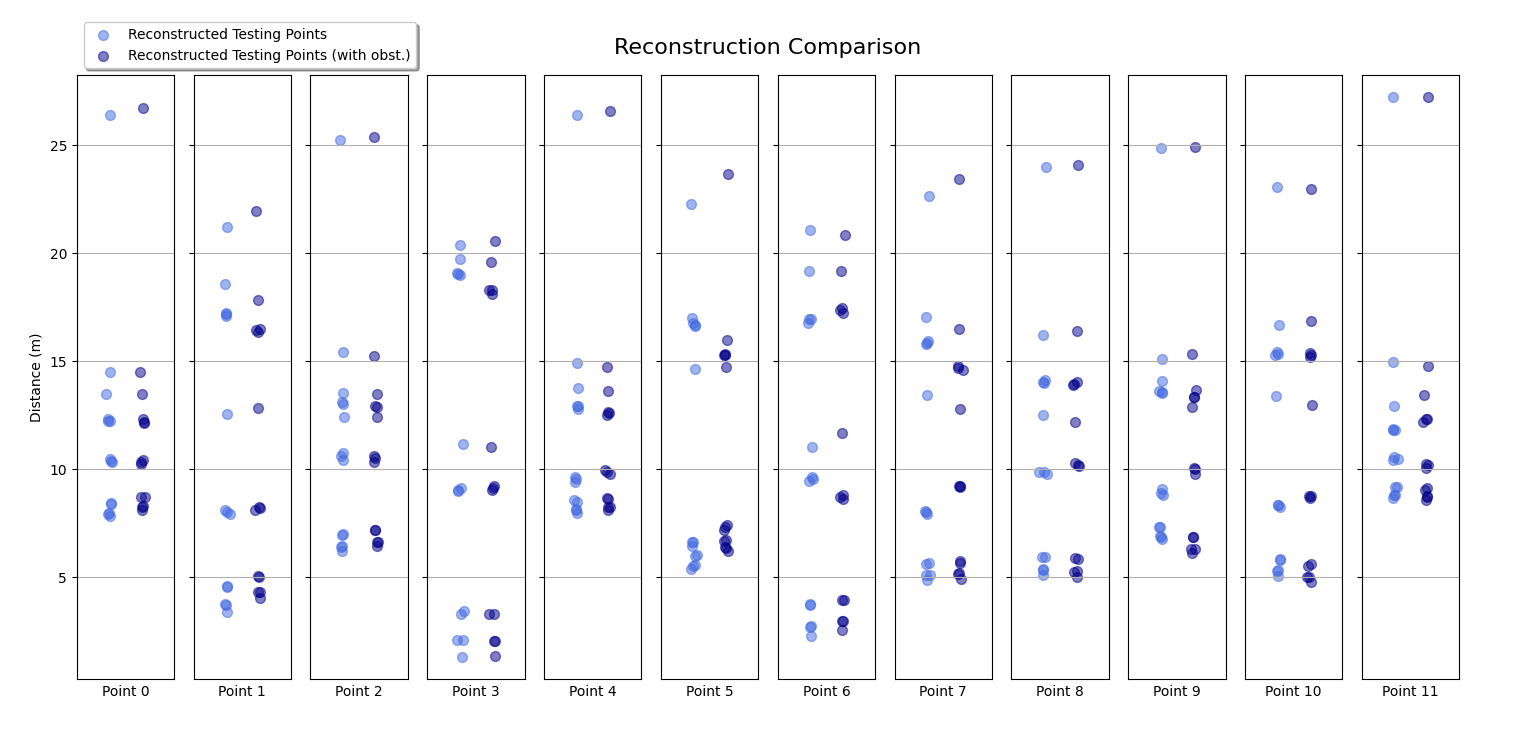 Reconstructed Testing Points
Reconstructed Testing Points (with obst.)
Reconstruction Comparison
25
20
15
10
5
Distance (m)
Point 0
Point 1
Point 2
Point 3
Point 4
Point 5
Point 6
Point 7
Point 8
Point 9
Point 10
Point 11